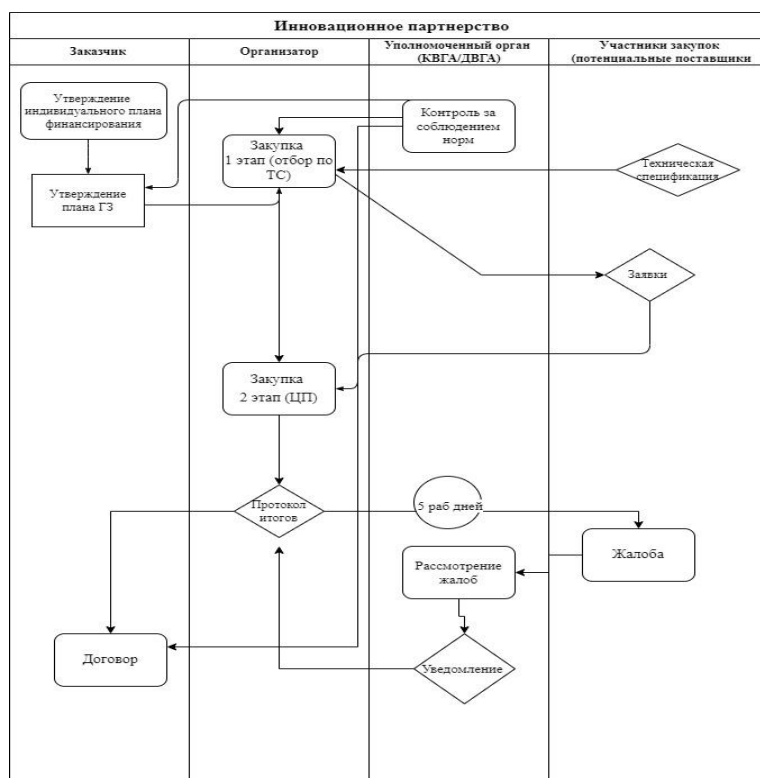 Инновационное партнерство
Заказчик
Организатор
Уполномоченный орган
(КВГА/ДВГА)
Участники закупок
(потенциальные поставщики
Утверждение
индивидуального плана
финансирования
Закупка
1 этап (отбор по
ТС)
Контроль за
соблюдением
норм
Техническая
спецификация
Утверждение
плана ГЗ
Заявки
Закупка
2 этап (ЦП)
Протокол
итогов
5 раб дней
Жалоба
Рассмотрение
жалоб
Договор
Уведомление